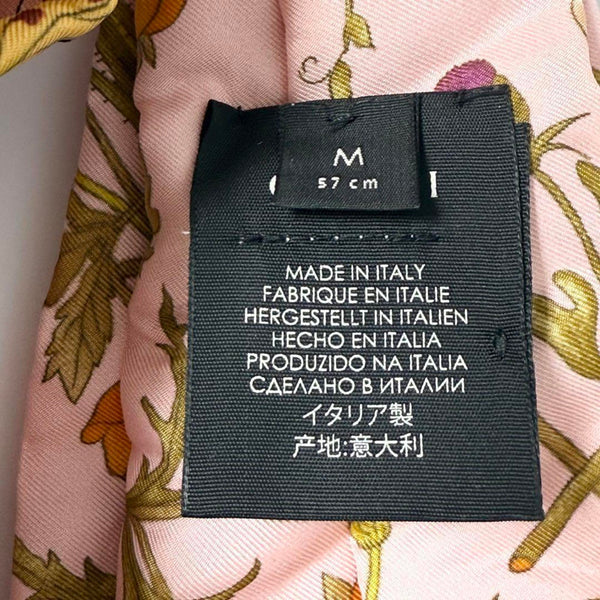 M
57 cm
MADE IN ITALY
FABRIQUE EN ITALIE
HERGESTELLT IN ITALIEN
HECHO EN ITALIA
PRODUZIDO NA ITALIA
СДЕЛАНО В ИТАЛИИ
イタリア製
产地:意大利